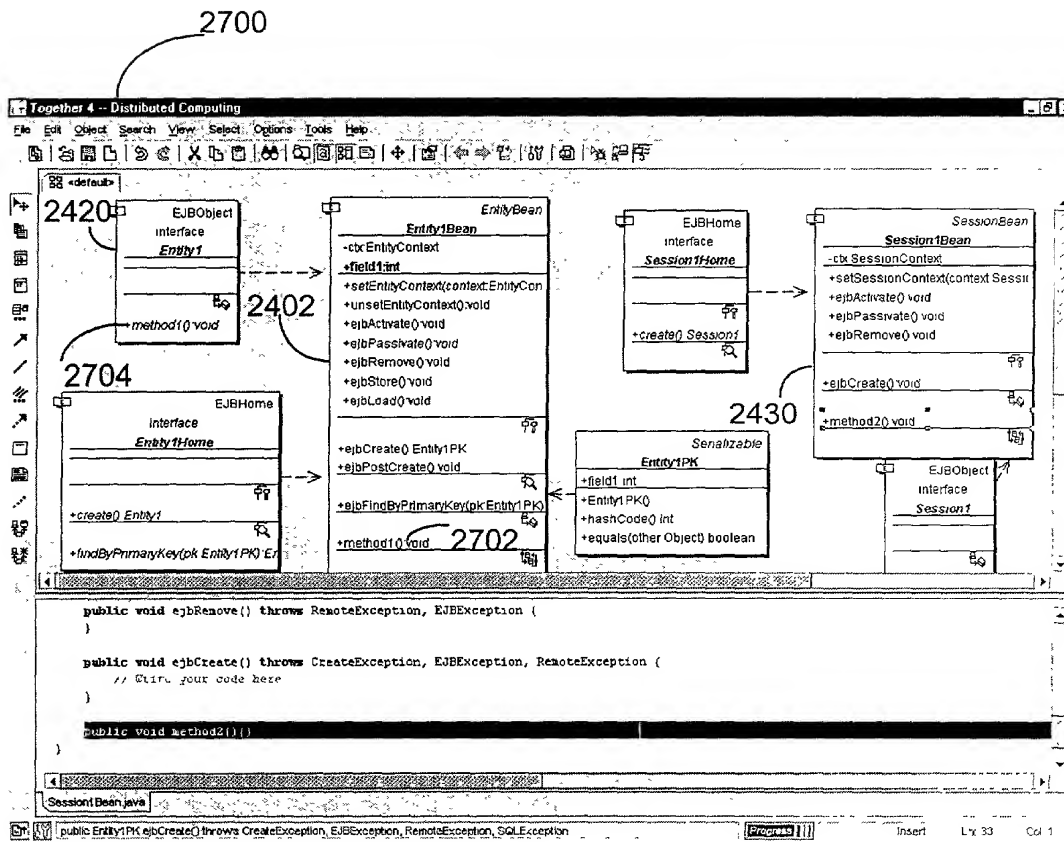 2700
Together 4 -- Distributed Computing
File Edit Object Search View Select Options Tools Help
<default>
2420
EJBObject
interface
Entity1
+method1():void
2704
EJBHome
interface
Entity1Home
+create() Entity1
+findByPrimaryKey(pk Entity1PK):En
EntityBean
Entity1Bean
-ctx:EntityContext
+field1:int
+setEntityContext(context:EntityCon
+unsetEntityContext():void
+ejbActivate() void
+ejbPassivate() void
+ejbRemove() void
+ejbStore() void
+ejbLoad() void
2402
+ejbCreate() Entity1PK
+ejbPostCreate() void
+ejbFindByPrimaryKey(pk Entity1PK)
+method1() void
2702
EJBHome
interface
Session1Home
+create() Session1
Serializable
Entity1PK
+field1 int
+Entity1PK()
+hashCode() int
+equals(other Object) boolean
SessionBean
Session1Bean
-ctx SessionContext
+setSessionContext(context Sessi
+ejbActivate() void
+ejbPassivate() void
+ejbRemove() void
+ejbCreate() void
2430
+method2() void
EJBObject
interface
Session1
public void ejbRemove() throws RemoteException, EJBException {
}
public void ejbCreate() throws CreateException, EJBException, RemoteException {
// Write your code here
}
public void method2(){}
}
Session1Bean.java
public Entity1PK ejbCreate() throws CreateException, EJBException, RemoteException, SQLException
Progress
Insert
Ln 33
Col 1